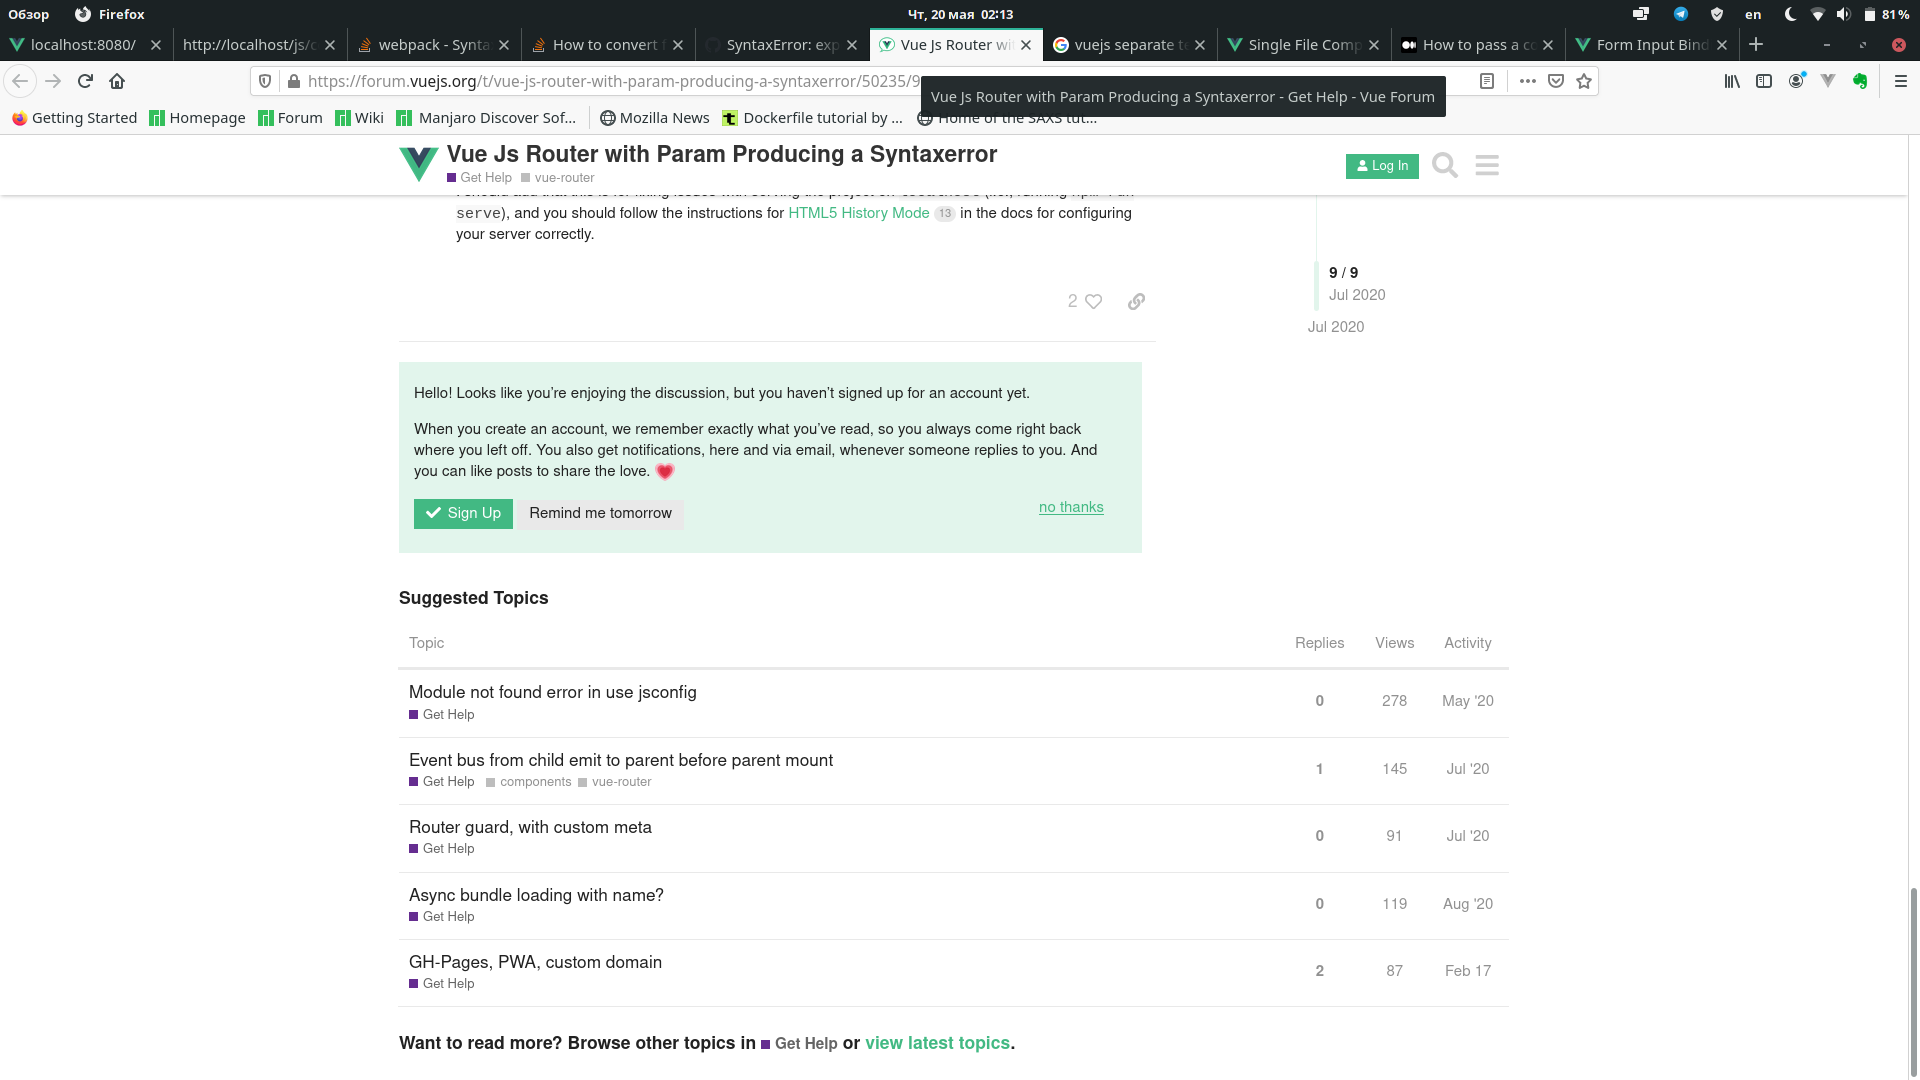 Обзор Firefox Чт, 20 мая 02:13 en 81%
localhost:8080/ http://localhost/js/c webpack - Synta How to convert f SyntaxError: exp Vue Js Router wi vuejs separate te Single File Comp How to pass a co Form Input Bind
https://forum.vuejs.org/t/vue-js-router-with-param-producing-a-syntaxerror/50235/9
Vue Js Router with Param Producing a Syntaxerror - Get Help - Vue Forum
Getting Started Homepage Forum Wiki Manjaro Discover Sof... Mozilla News Dockerfile tutorial by ... Home of the SAXS tut...
Vue Js Router with Param Producing a Syntaxerror
Get Help vue-router
Log In
serve), and you should follow the instructions for HTML5 History Mode 13 in the docs for configuring
your server correctly.
9 / 9
Jul 2020
2
Jul 2020
Hello! Looks like you’re enjoying the discussion, but you haven’t signed up for an account yet.
When you create an account, we remember exactly what you’ve read, so you always come right back
where you left off. You also get notifications, here and via email, whenever someone replies to you. And
you can like posts to share the love.
Sign Up Remind me tomorrow no thanks
Suggested Topics
Topic Replies Views Activity
Module not found error in use jsconfig 0 278 May '20
Get Help
Event bus from child emit to parent before parent mount 1 145 Jul '20
Get Help components vue-router
Router guard, with custom meta 0 91 Jul '20
Get Help
Async bundle loading with name? 0 119 Aug '20
Get Help
GH-Pages, PWA, custom domain 2 87 Feb 17
Get Help
Want to read more? Browse other topics in Get Help or view latest topics.